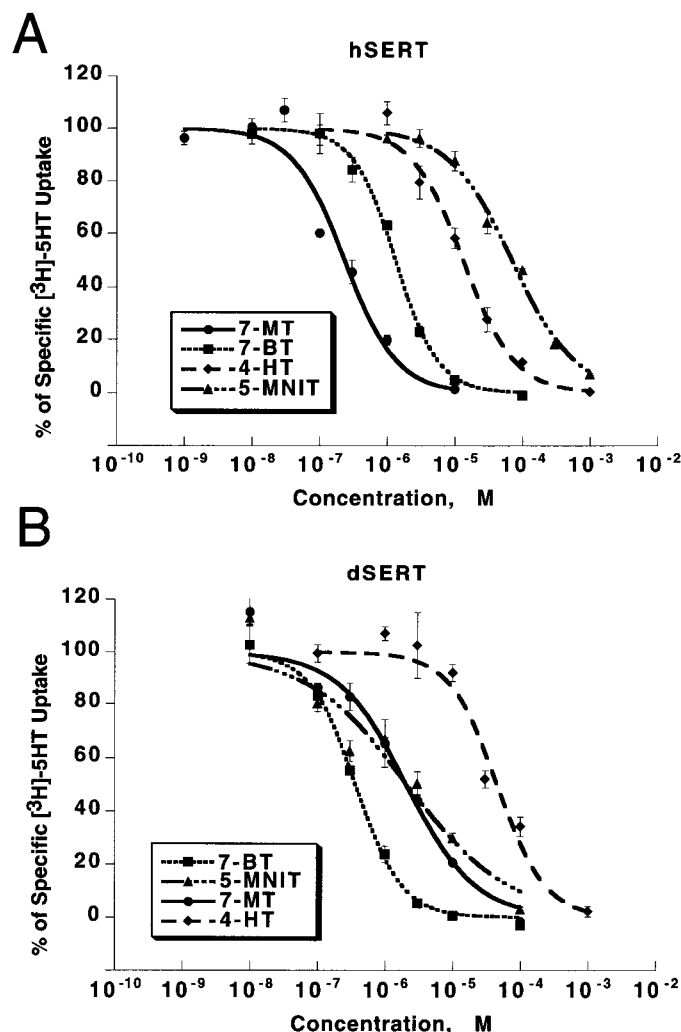 A
hSERT
120
100
80
60
40
20
0
% of Specific [³H]-5HT Uptake
7-MT
7-BT
4-HT
5-MNIT
10⁻¹⁰ 10⁻⁹ 10⁻⁸ 10⁻⁷ 10⁻⁶ 10⁻⁵ 10⁻⁴ 10⁻³ 10⁻²
Concentration, M
B
dSERT
120
100
80
60
40
20
0
% of Specific [³H]-5HT Uptake
7-BT
5-MNIT
7-MT
4-HT
10⁻¹⁰ 10⁻⁹ 10⁻⁸ 10⁻⁷ 10⁻⁶ 10⁻⁵ 10⁻⁴ 10⁻³ 10⁻²
Concentration, M